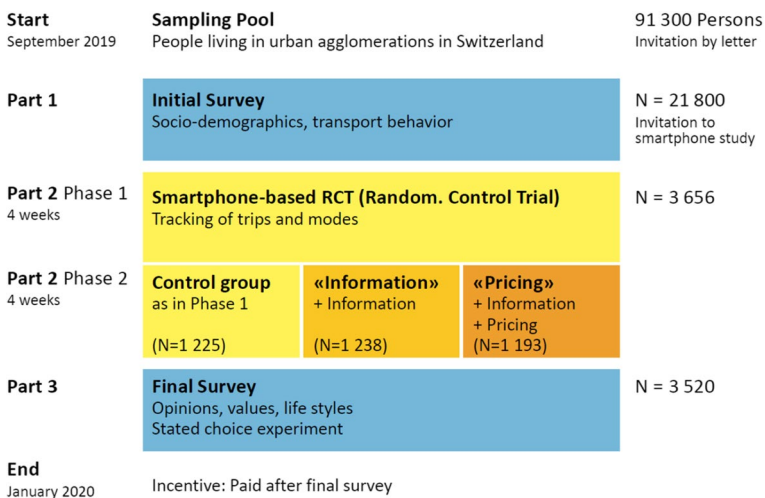 Start
September 2019
Sampling Pool
People living in urban agglomerations in Switzerland
91 300 Persons
Invitation by letter
Part 1
Initial Survey
Socio-demographics, transport behavior
N = 21 800
Invitation to
smartphone study
Part 2 Phase 1
4 weeks
Smartphone-based RCT (Random. Control Trial)
Tracking of trips and modes
N = 3 656
Part 2 Phase 2
4 weeks
Control group
as in Phase 1
(N=1 225)
«Information»
+ Information
(N=1 238)
«Pricing»
+ Information
+ Pricing
(N=1 193)
Part 3
Final Survey
Opinions, values, life styles
Stated choice experiment
N = 3 520
End
January 2020
Incentive: Paid after final survey